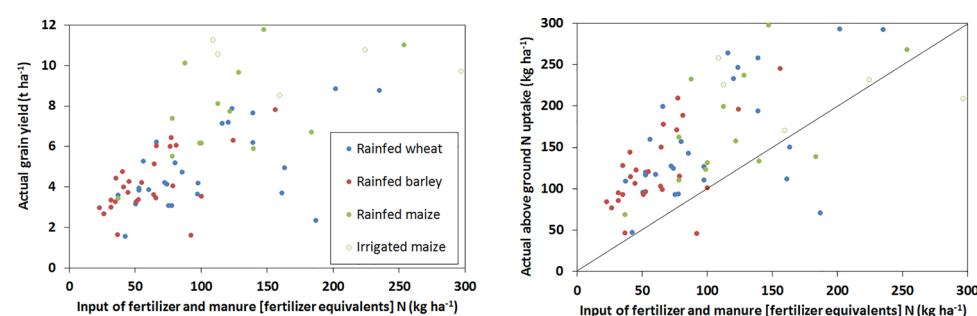 Actual grain yield (t ha⁻¹)
12
10
8
6
4
2
0
0 50 100 150 200 250 300
Input of fertilizer and manure [fertilizer equivalents] N (kg ha⁻¹)
Rainfed wheat
Rainfed barley
Rainfed maize
Irrigated maize
Actual above ground N uptake (kg ha⁻¹)
300
250
200
150
100
50
0
0 50 100 150 200 250 300
Input of fertilizer and manure [fertilizer equivalents] N (kg ha⁻¹)